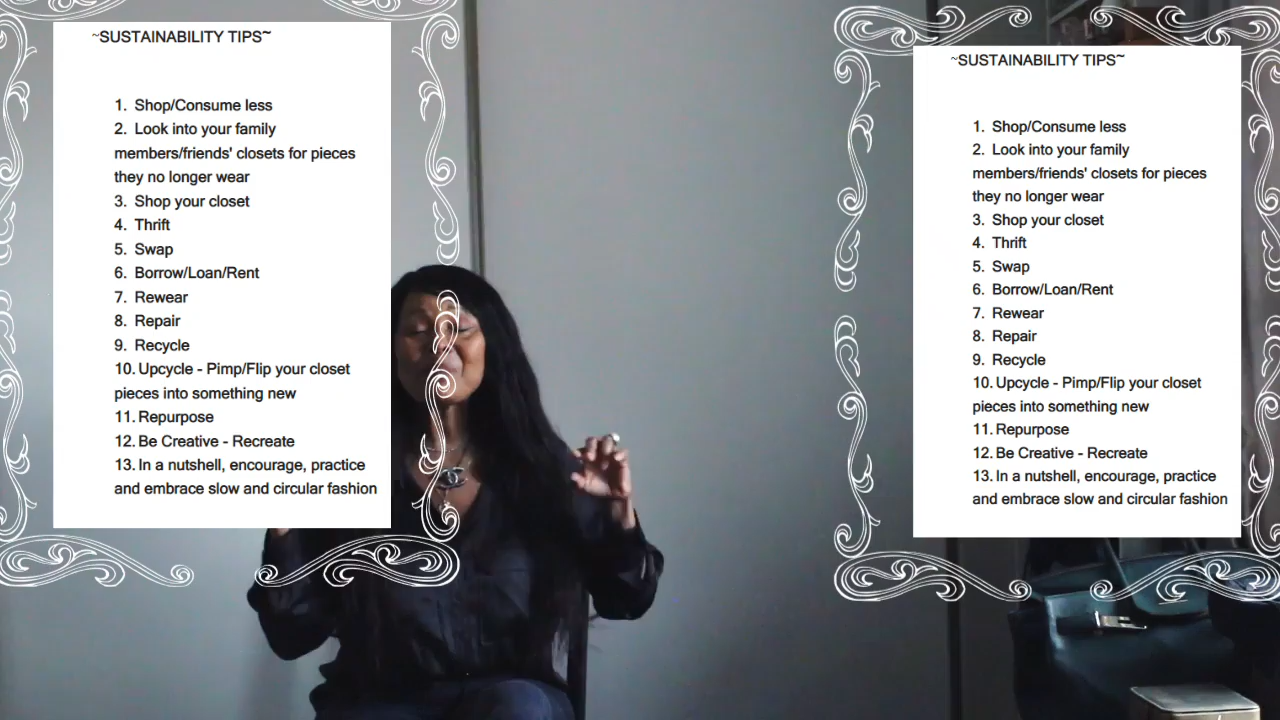 ~SUSTAINABILITY TIPS~
1. Shop/Consume less
2. Look into your family
members/friends' closets for pieces
they no longer wear
3. Shop your closet
4. Thrift
5. Swap
6. Borrow/Loan/Rent
7. Rewear
8. Repair
9. Recycle
10. Upcycle - Pimp/Flip your closet
pieces into something new
11. Repurpose
12. Be Creative - Recreate
13. In a nutshell, encourage, practice
and embrace slow and circular fashion
~SUSTAINABILITY TIPS~
1. Shop/Consume less
2. Look into your family
members/friends' closets for pieces
they no longer wear
3. Shop your closet
4. Thrift
5. Swap
6. Borrow/Loan/Rent
7. Rewear
8. Repair
9. Recycle
10. Upcycle - Pimp/Flip your closet
pieces into something new
11. Repurpose
12. Be Creative - Recreate
13. In a nutshell, encourage, practice
and embrace slow and circular fashion